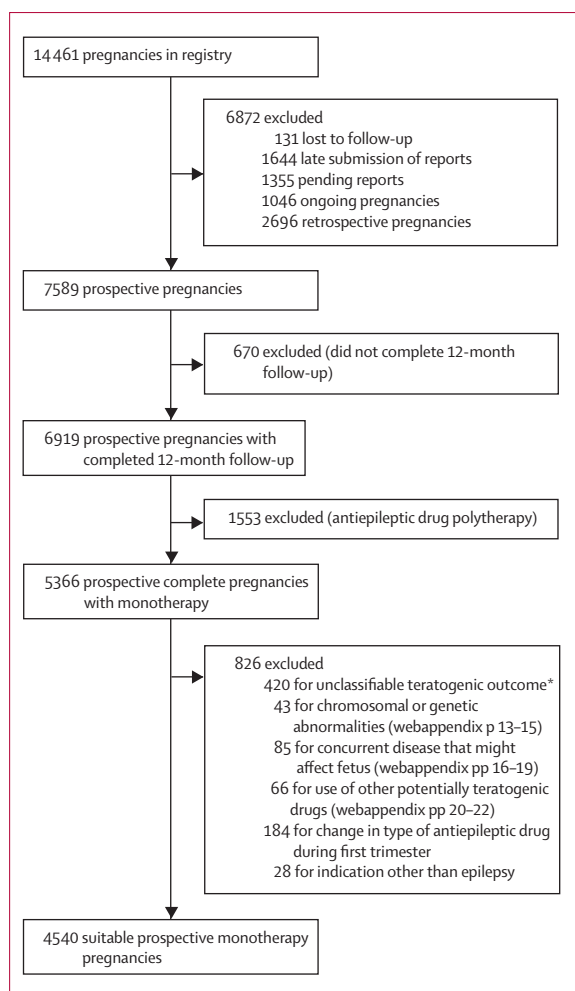 14 461 pregnancies in registry
6872 excluded
131 lost to follow-up
1644 late submission of reports
1355 pending reports
1046 ongoing pregnancies
2696 retrospective pregnancies
7589 prospective pregnancies
670 excluded (did not complete 12-month
follow-up)
6919 prospective pregnancies with
completed 12-month follow-up
1553 excluded (antiepileptic drug polytherapy)
5366 prospective complete pregnancies
with monotherapy
826 excluded
420 for unclassifiable teratogenic outcome*
43 for chromosomal or genetic
abnormalities (webappendix p 13–15)
85 for concurrent disease that might
affect fetus (webappendix pp 16–19)
66 for use of other potentially teratogenic
drugs (webappendix pp 20–22)
184 for change in type of antiepileptic drug
during first trimester
28 for indication other than epilepsy
4540 suitable prospective monotherapy
pregnancies